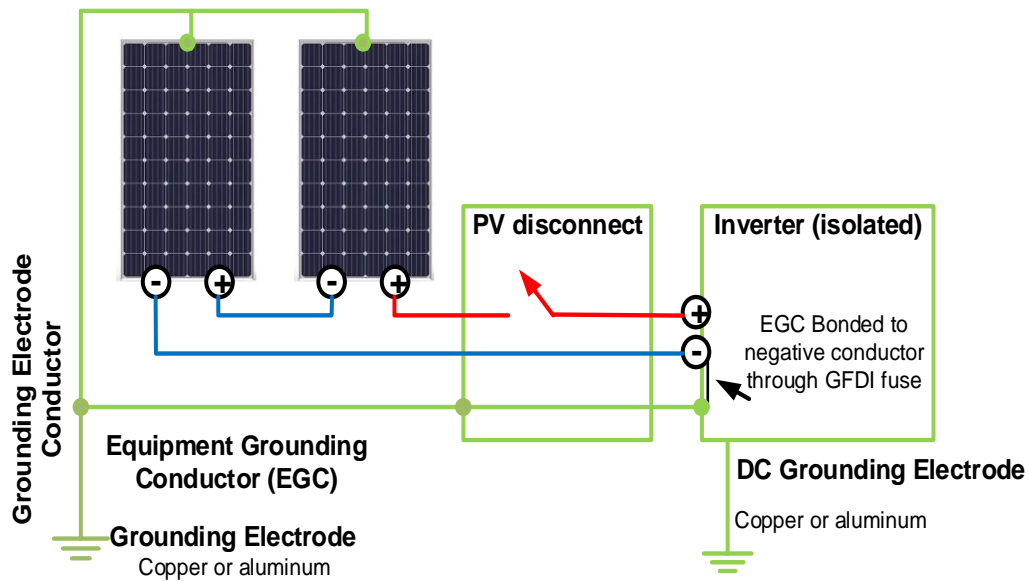 - + - +
PV disconnect
Inverter (isolated)
+
-
EGC Bonded to
negative conductor
through GFDI fuse
Grounding Electrode
Conductor
Equipment Grounding
Conductor (EGC)
DC Grounding Electrode
Copper or aluminum
Grounding Electrode
Copper or aluminum